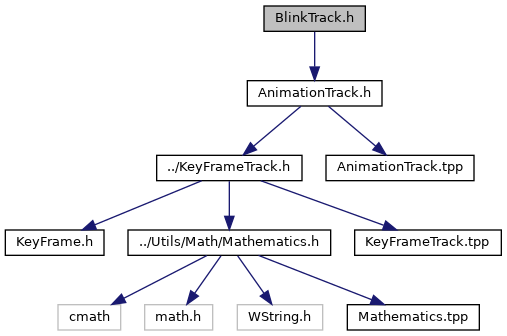 BlinkTrack.h
AnimationTrack.h
../KeyFrameTrack.h
AnimationTrack.tpp
KeyFrame.h
../Utils/Math/Mathematics.h
KeyFrameTrack.tpp
cmath
math.h
WString.h
Mathematics.tpp